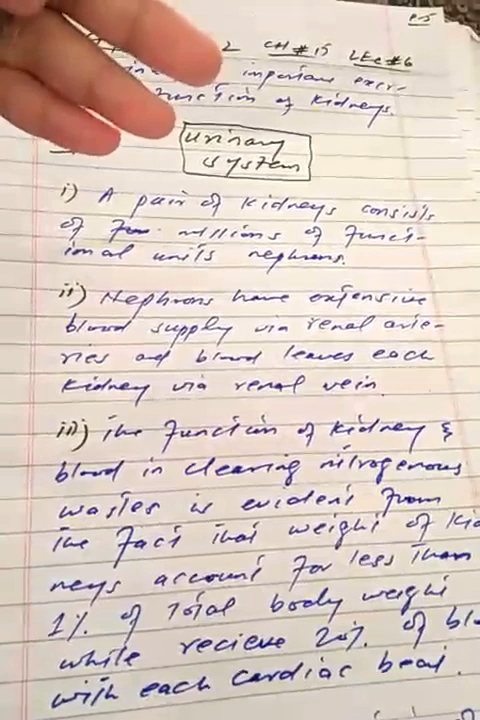 P5
2 CH #15 LEC #6
important excr-
function of kidneys.
urinary
system
i) A pair of kidneys consists
of millions of funct-
ional units nephrons.
ii) Nephrons have extensive
blood supply via renal arte-
ries and blood leaves each
kidney via renal vein
iii) The function of kidney &
blood in clearing nitrogenous
wastes is evident from
the fact that weight of kid
neys account for less than
1% of total body weight
while recieve 20% of bl
with each cardiac beat.